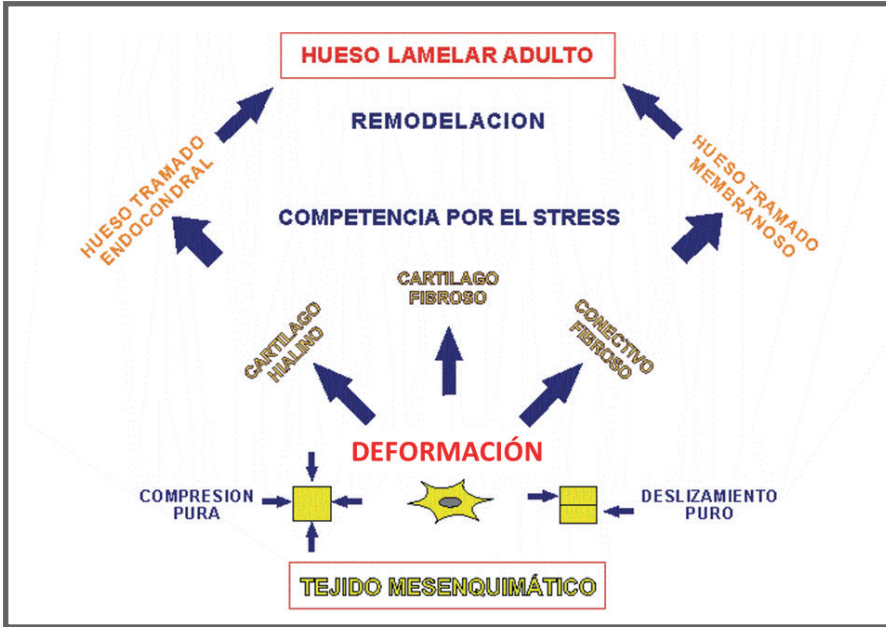 HUESO LAMELAR ADULTO
REMODELACION
HUESO TRAMADO
ENDOCONDRAL
HUESO TRAMADO
MEMBRANOSO
COMPETENCIA POR EL STRESS
CARTILAGO
HIALINO
CARTILAGO
FIBROSO
CONECTIVO
FIBROSO
DEFORMACIÓN
COMPRESION
PURA
DESLIZAMIENTO
PURO
TEJIDO MESENQUIMÁTICO